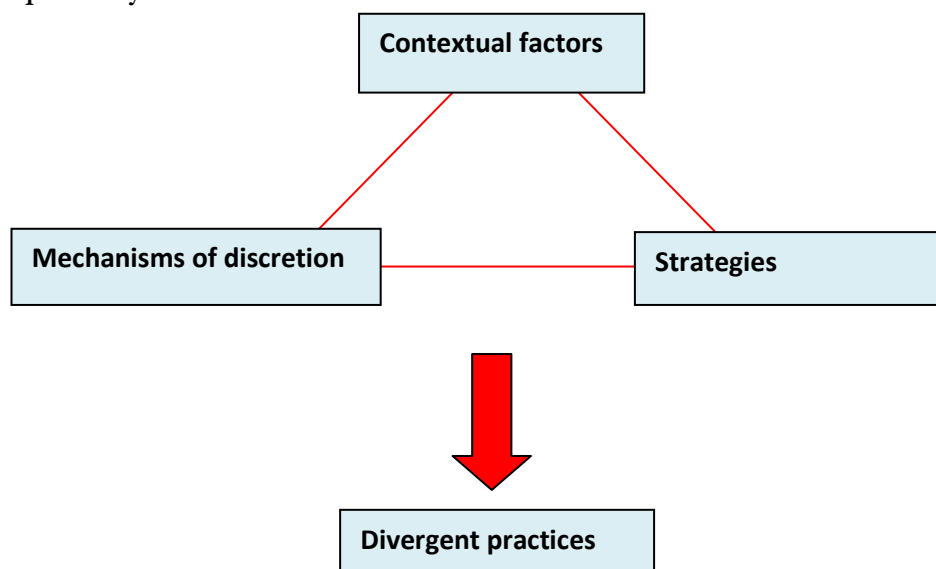 Contextual factors
Mechanisms of discretion
Strategies
Divergent practices